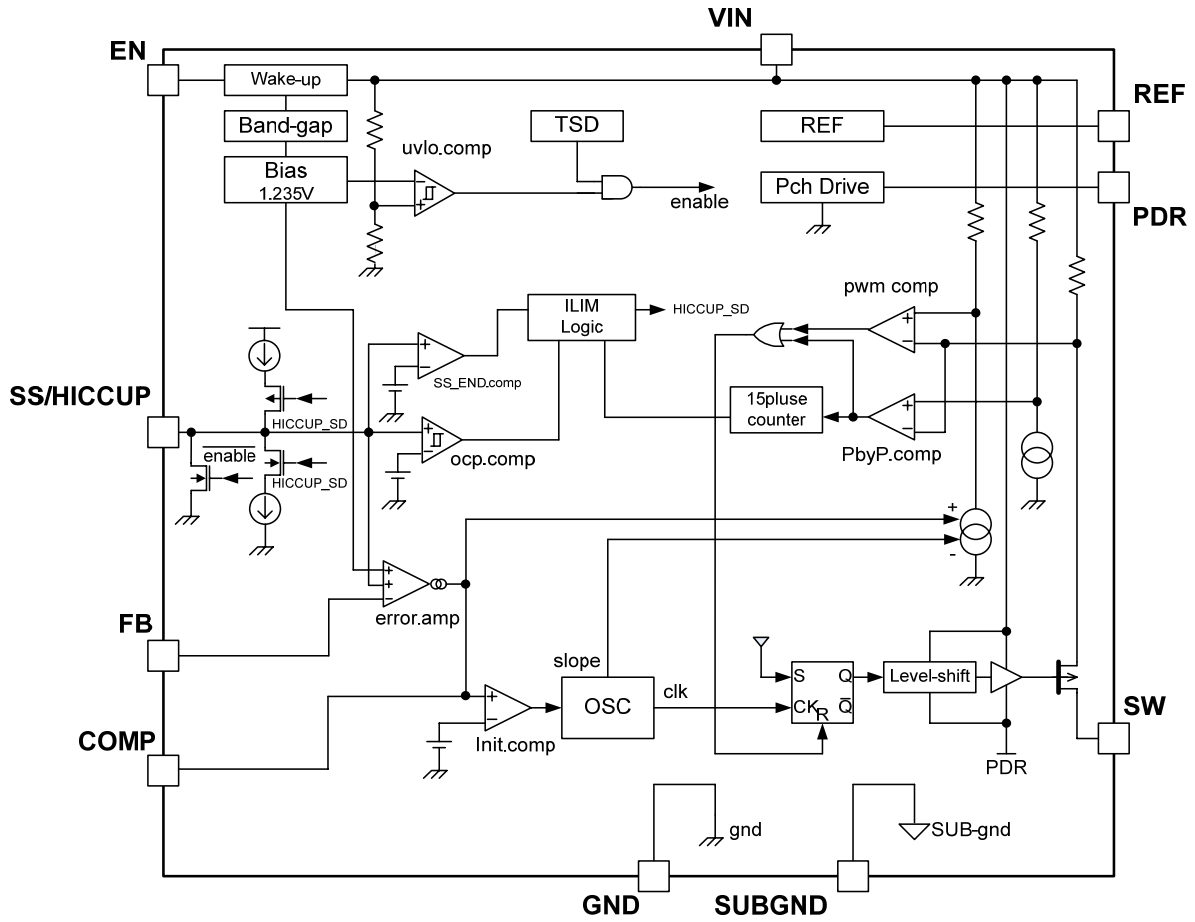 VIN
EN
Wake-up
REF
Band-gap
TSD
REF
uvlo.comp
Bias
1.235V
−
+
enable
Pch Drive
PDR
pwm comp
ILIM
Logic
HICCUP_SD
+
−
+
−
SS_END.comp
SS/HICCUP
HICCUP_SD
15pluse
counter
+
−
PbyP.comp
+
−
ocp.comp
enable
HICCUP_SD
+
-
+
+
−
error.amp
FB
slope
S
Q
CK
R
Q
Level-shift
OSC
clk
+
−
Init.comp
SW
COMP
PDR
gnd
SUB-gnd
GND
SUBGND